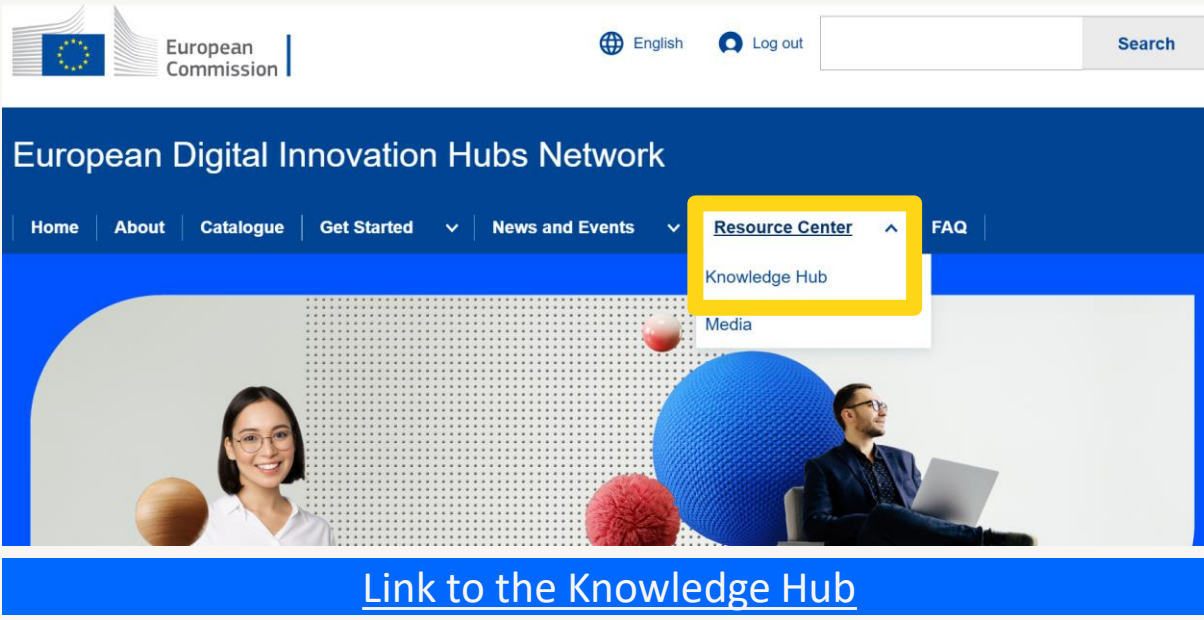 European
Commission
English
Log out
Search
European Digital Innovation Hubs Network
Home
About
Catalogue
Get Started
News and Events
Resource Center
FAQ
Knowledge Hub
Media
Link to the Knowledge Hub